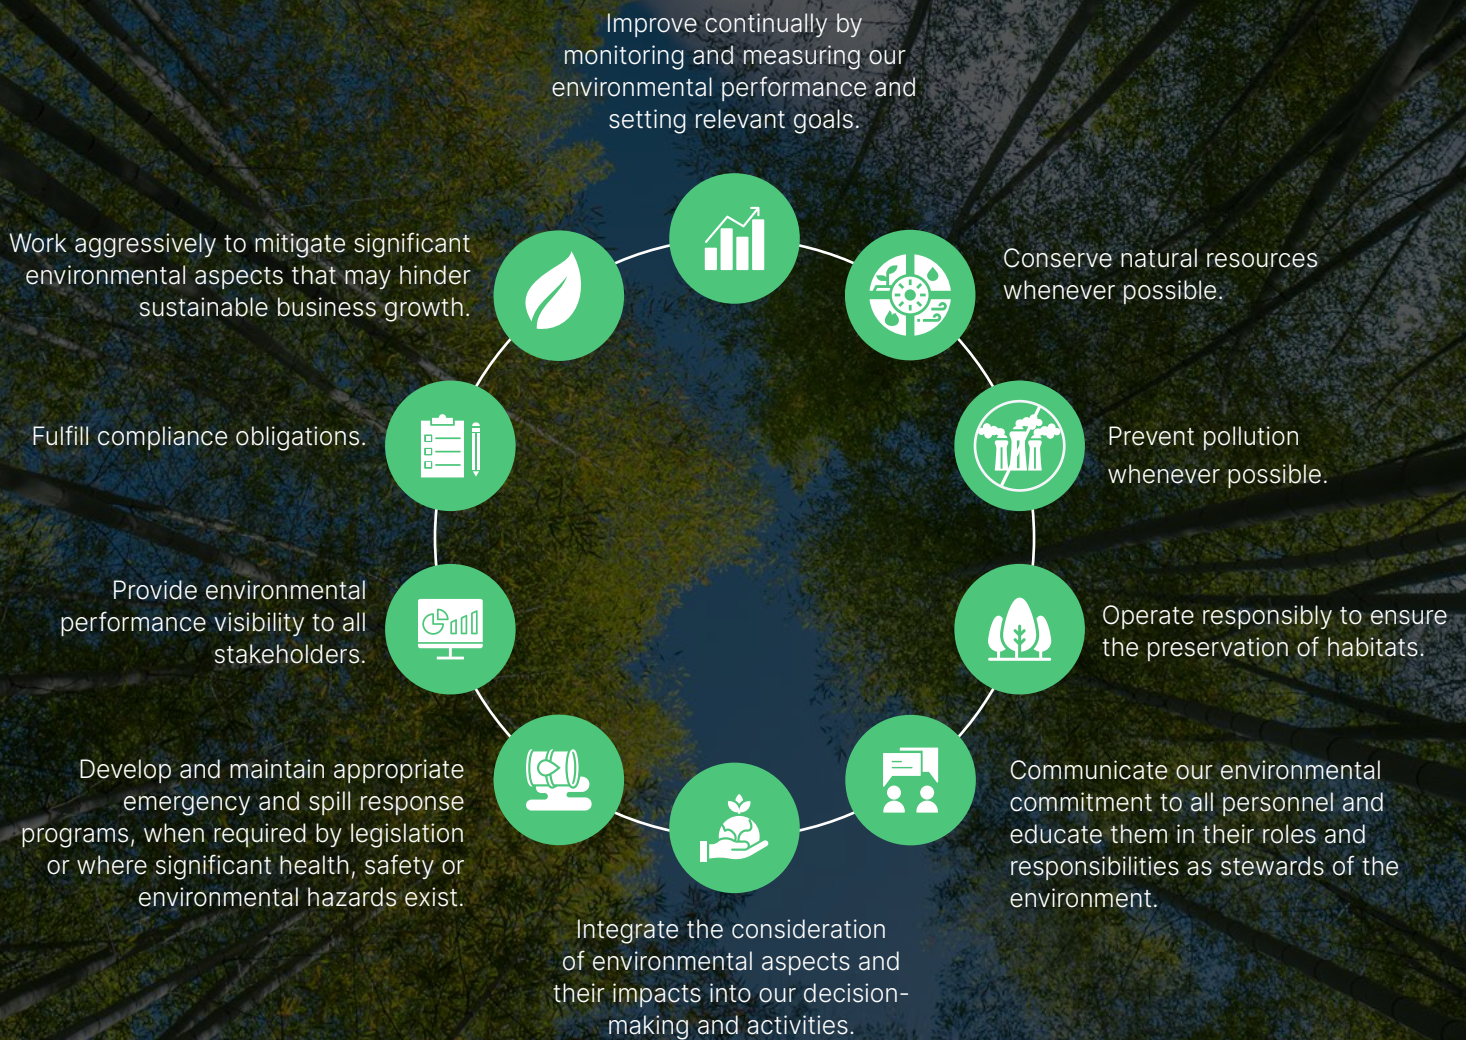 Improve continually by
monitoring and measuring our
environmental performance and
setting relevant goals.
Conserve natural resources
whenever possible.
Prevent pollution
whenever possible.
Operate responsibly to ensure
the preservation of habitats.
Communicate our environmental
commitment to all personnel and
educate them in their roles and
responsibilities as stewards of the
environment.
Integrate the consideration
of environmental aspects and
their impacts into our decision-
making and activities.
Develop and maintain appropriate
emergency and spill response
programs, when required by legislation
or where significant health, safety or
environmental hazards exist.
Provide environmental
performance visibility to all
stakeholders.
Fulfill compliance obligations.
Work aggressively to mitigate significant
environmental aspects that may hinder
sustainable business growth.